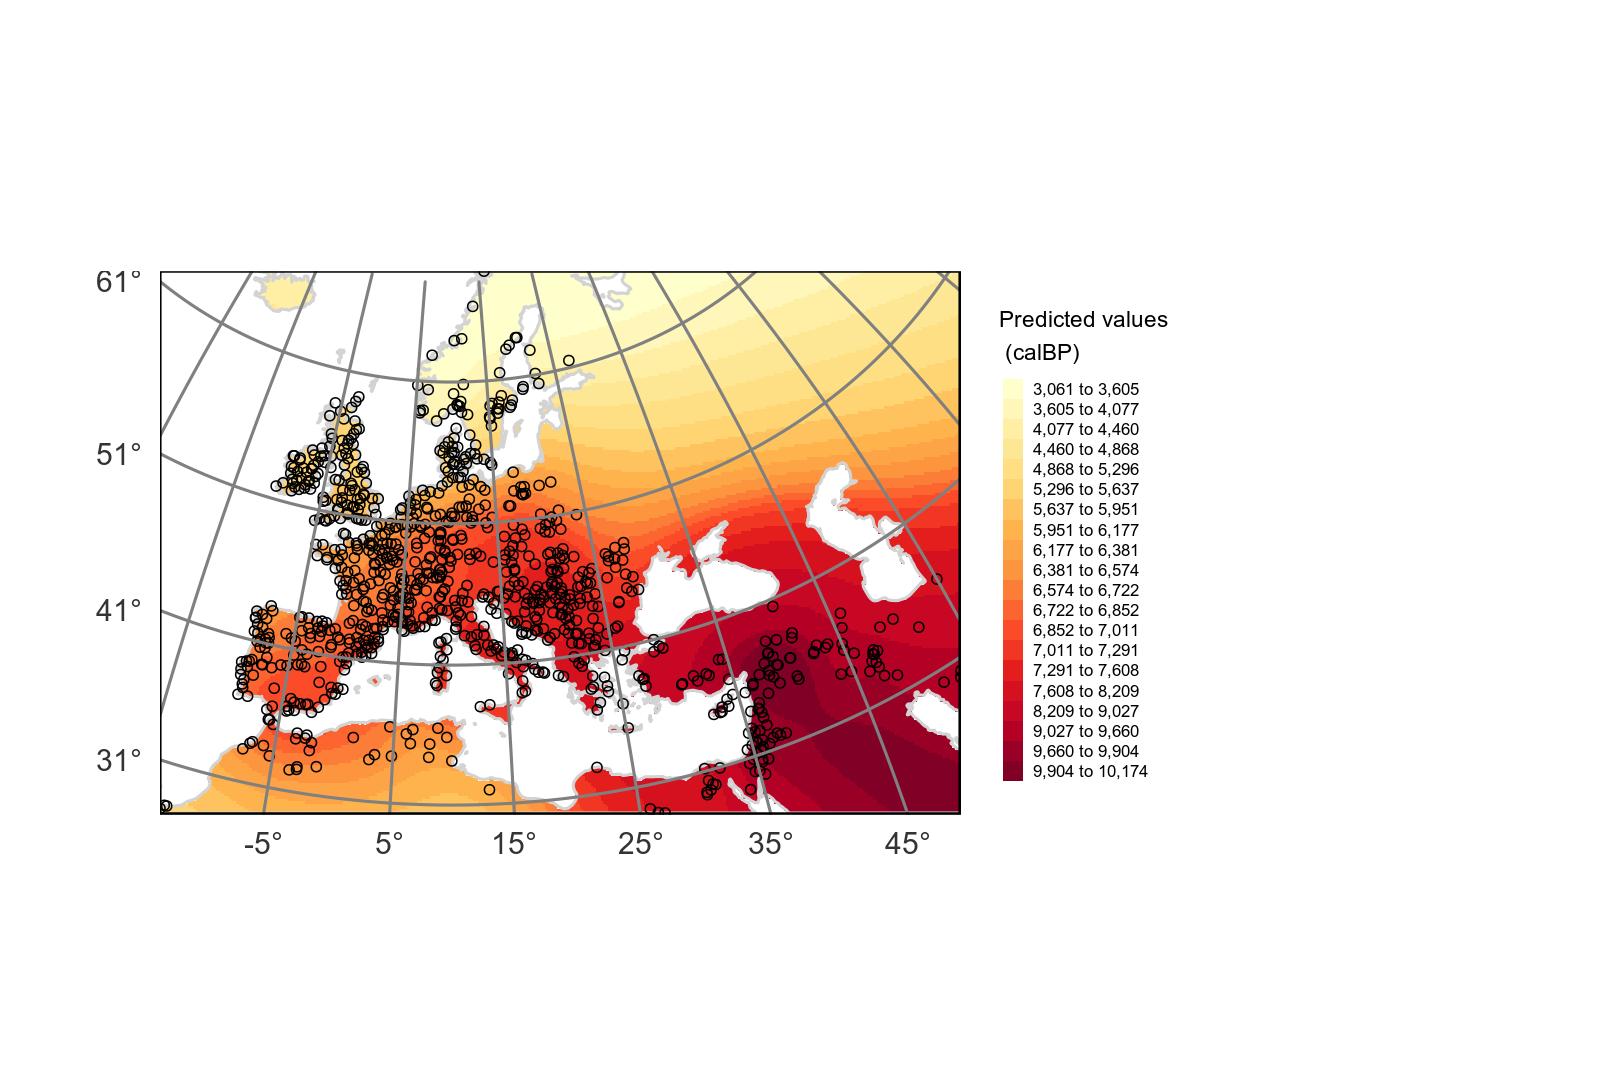 61°
51°
41°
31°
-5° 5° 15° 25° 35° 45°
Predicted values
(calBP)
3,061 to 3,605
3,605 to 4,077
4,077 to 4,460
4,460 to 4,868
4,868 to 5,296
5,296 to 5,637
5,637 to 5,951
5,951 to 6,177
6,177 to 6,381
6,381 to 6,574
6,574 to 6,722
6,722 to 6,852
6,852 to 7,011
7,011 to 7,291
7,291 to 7,608
7,608 to 8,209
8,209 to 9,027
9,027 to 9,660
9,660 to 9,904
9,904 to 10,174